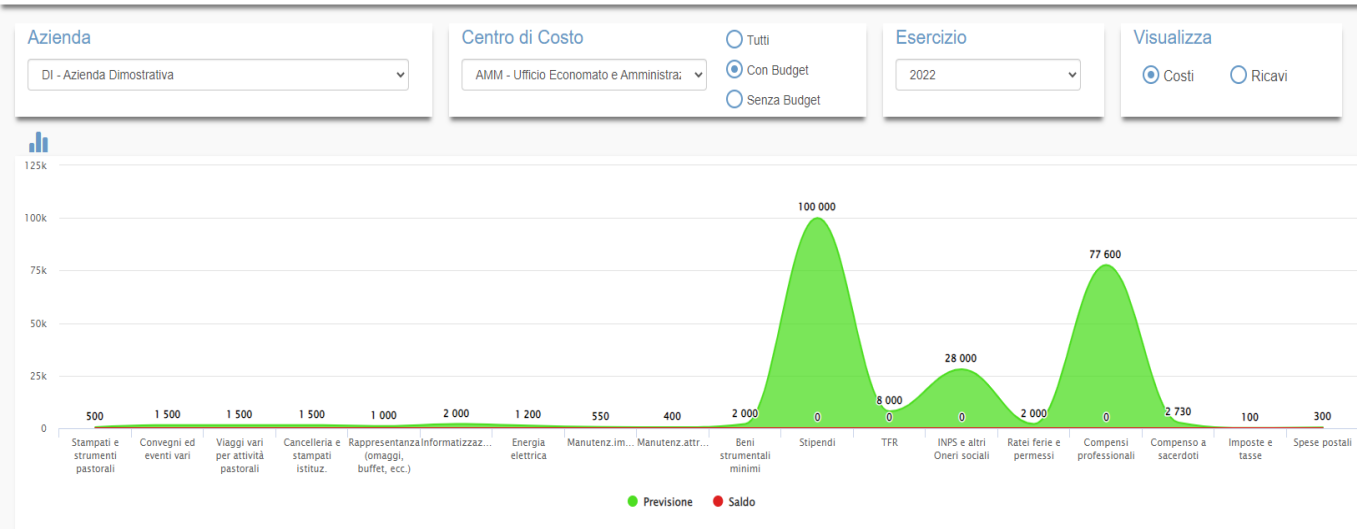 Azienda
DI - Azienda Dimostrativa
Centro di Costo
AMM - Ufficio Economato e Amministraz
Tutti
Con Budget
Senza Budget
Esercizio
2022
Visualizza
Costi Ricavi
125k
100k
75k
50k
25k
0
500 1 500 1 500 1 500 1 000 2 000 1 200 550 400 2 000 100 000 8 000 28 000 2 000 77 600 2 730 100 300
0 0 0 0
Stampati e
strumenti
pastorali
Convegni ed
eventi vari
Viaggi vari
per attività
pastorali
Cancelleria e
stampati
istituz.
Rappresentanza
(omaggi,
buffet, ecc.)
Informatizzaz...
Energia
elettrica
Manutenz.im...
Manutenz.attr...
Beni
strumentali
minimi
Stipendi
TFR
INPS e altri
Oneri sociali
Ratei ferie e
permessi
Compensi
professionali
Compenso a
sacerdoti
Imposte e
tasse
Spese postali
Previsione Saldo